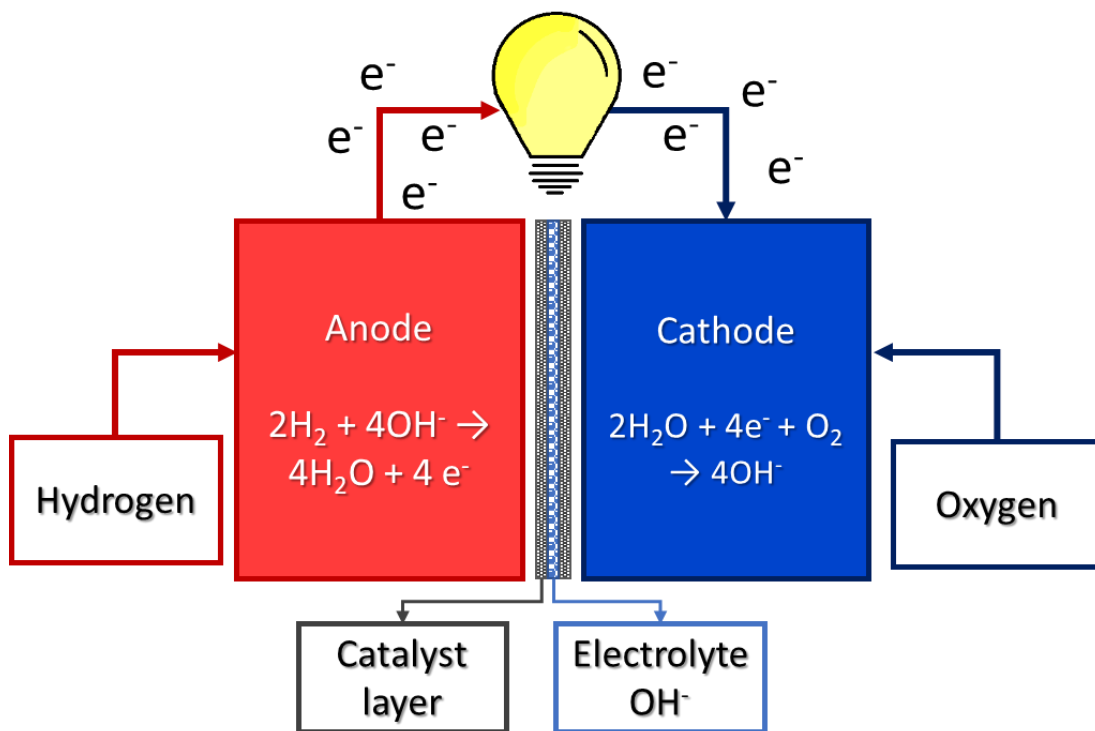 e⁻
e⁻
e⁻
e⁻
e⁻
e⁻
e⁻
e⁻
Anode
2H₂ + 4OH⁻ →
4H₂O + 4 e⁻
Cathode
2H₂O + 4e⁻ + O₂
→ 4OH⁻
Hydrogen
Oxygen
Catalyst
layer
Electrolyte
OH⁻